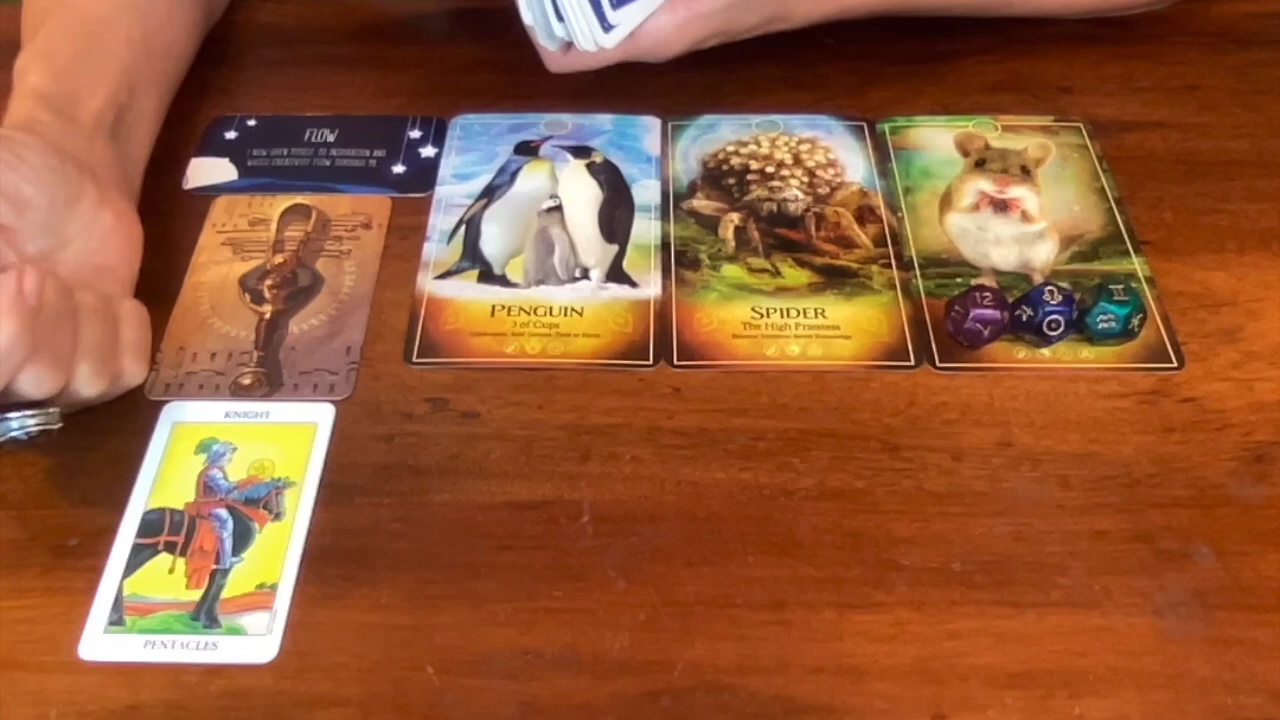 FLOW
I NOW OPEN MYSELF TO INSPIRATION AND
WATCH CREATIVITY FLOW THROUGH ME
PENGUIN
3 of Cups
SPIDER
The High Priestess
12
KNIGHT
PENTACLES